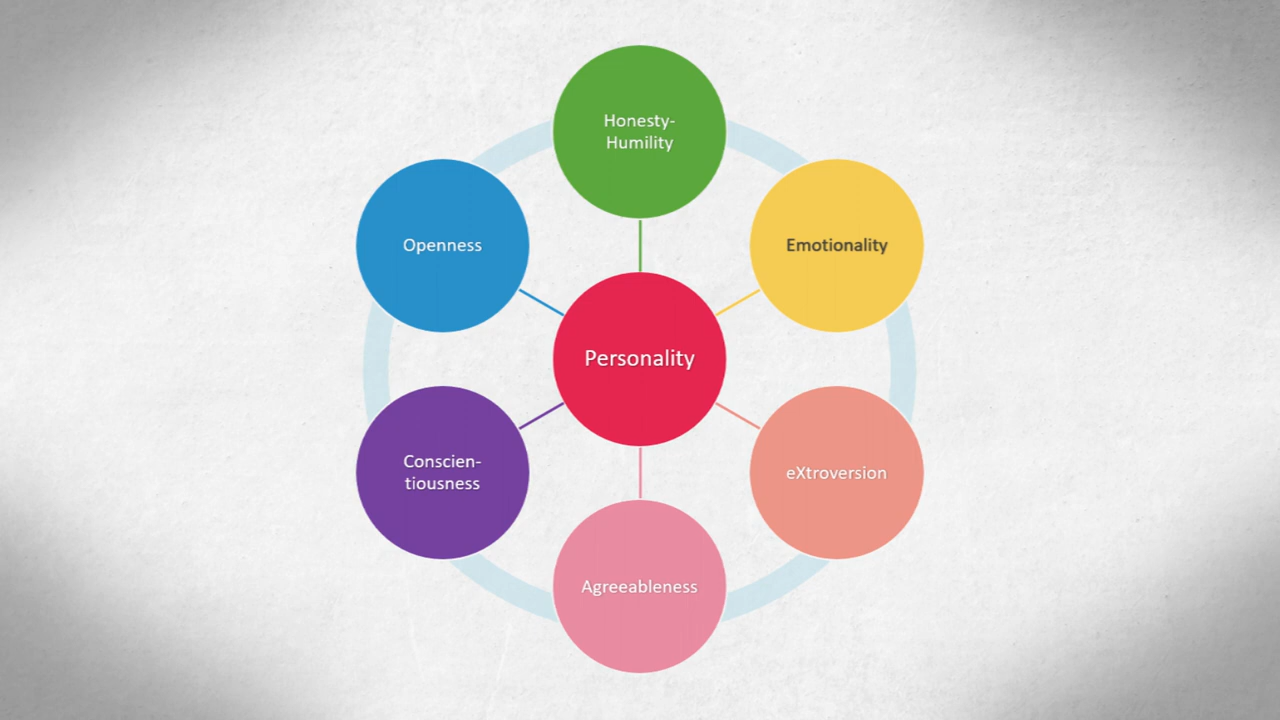 Honesty-
Humility
Openness
Emotionality
Personality
Conscien-
tiousness
eXtroversion
Agreeableness